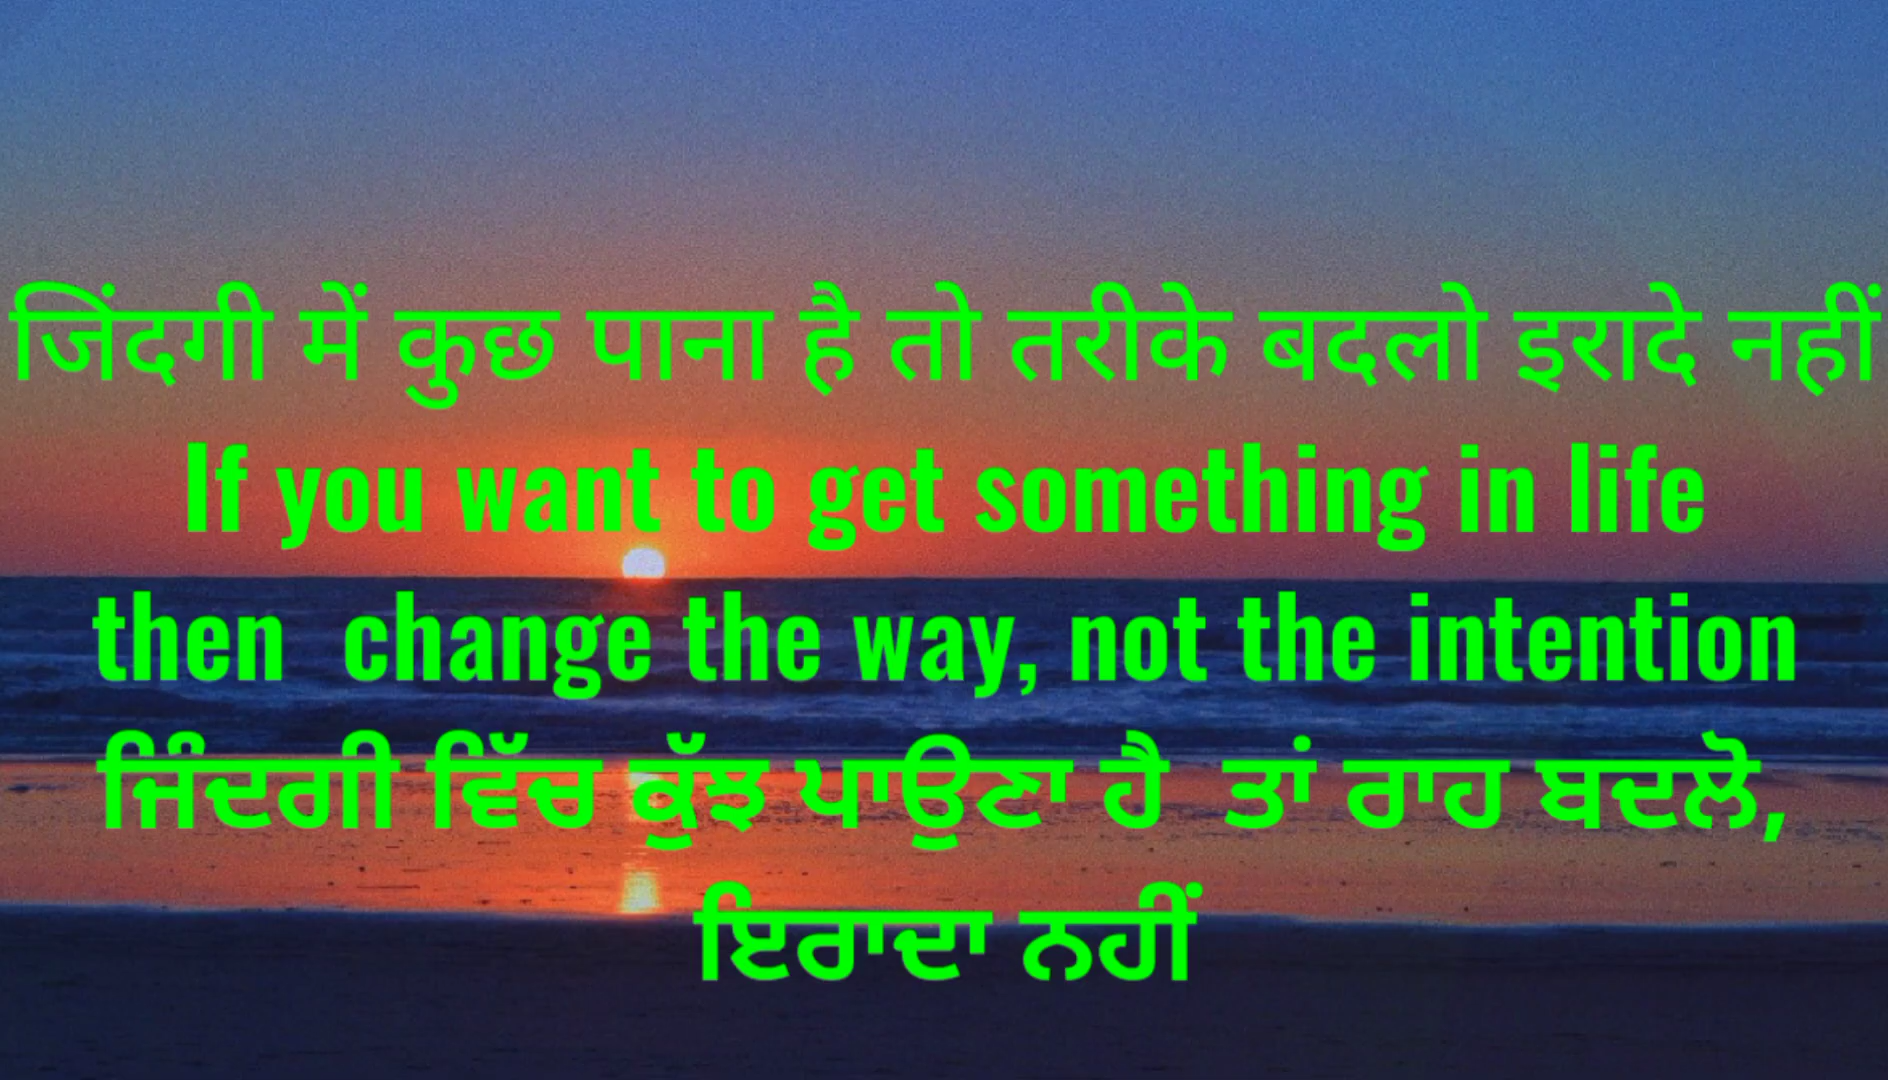 जिंदगी में कुछ पाना है तो तरीके बदलो इरादे नहीं
If you want to get something in life
then  change the way, not the intention
ਜਿੰਦਗੀ ਵਿੱਚ ਕੁੱਝ ਪਾਉਣਾ ਹੈ  ਤਾਂ ਰਾਹ ਬਦਲੋ,
ਇਰਾਦਾ ਨਹੀਂ